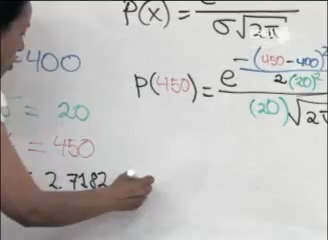 P(x) = e / σ√2π
= 400
P(450) = e^-(450-400)² / 2(20)² / (20)√2π
= 20
= 450
= 2.7182